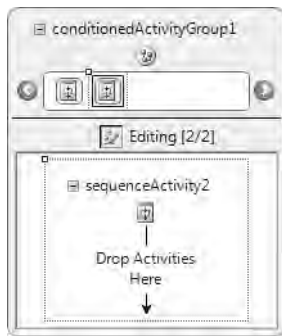 conditionedActivityGroup1
Editing [2/2]
sequenceActivity2
Drop Activities
Here